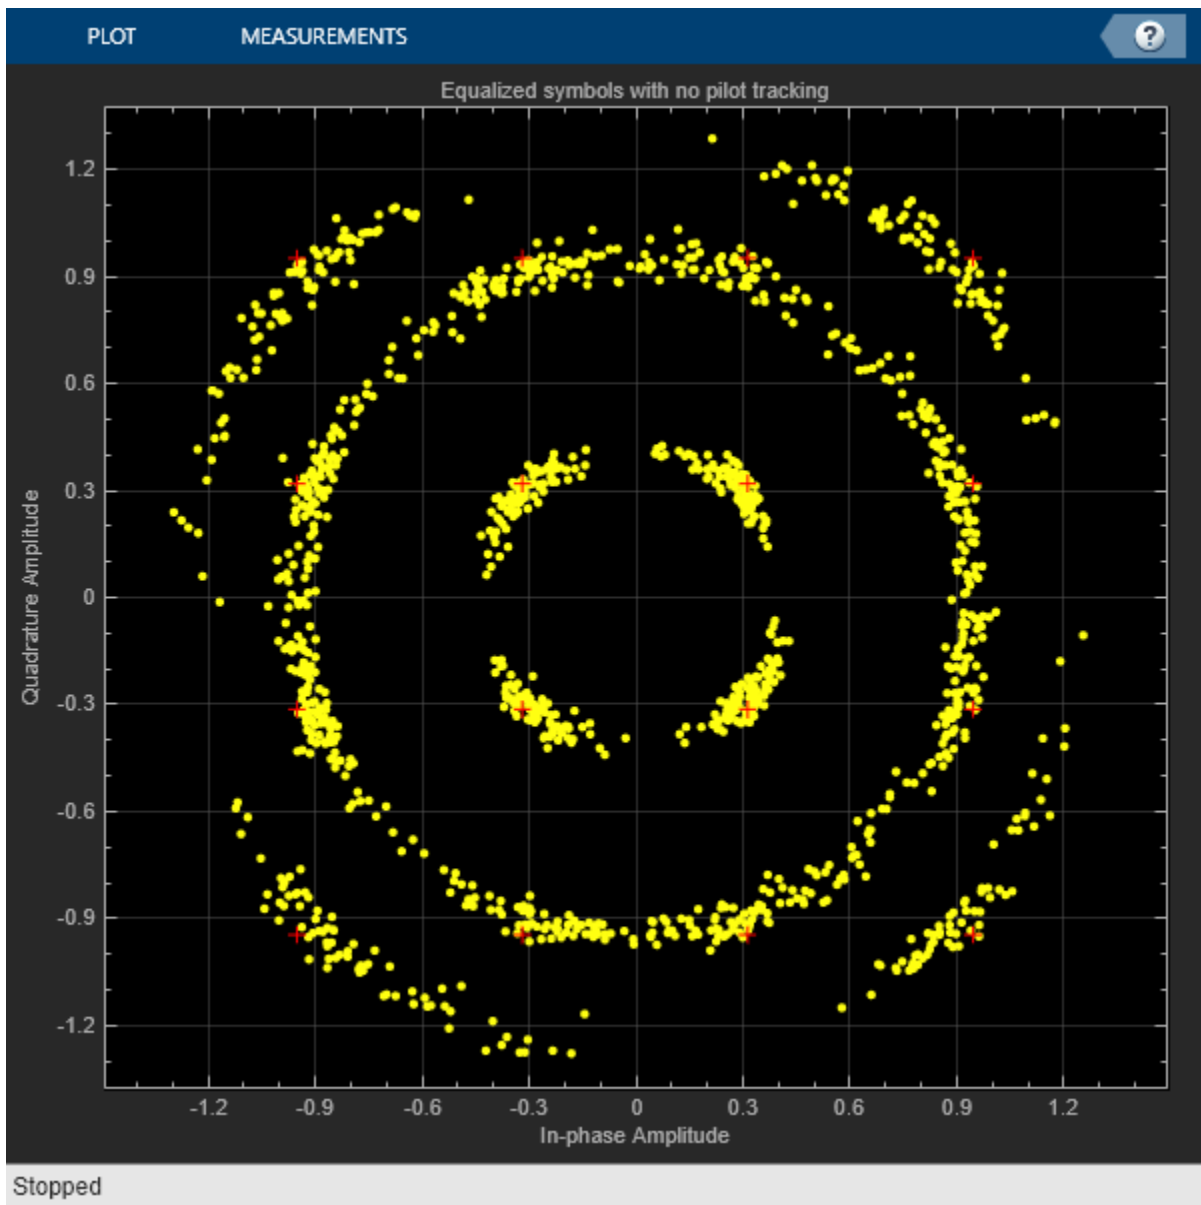 PLOT MEASUREMENTS ?
Equalized symbols with no pilot tracking
1.2
0.9
0.6
0.3
0
-0.3
-0.6
-0.9
-1.2
Quadrature Amplitude
-1.2 -0.9 -0.6 -0.3 0 0.3 0.6 0.9 1.2
In-phase Amplitude
Stopped